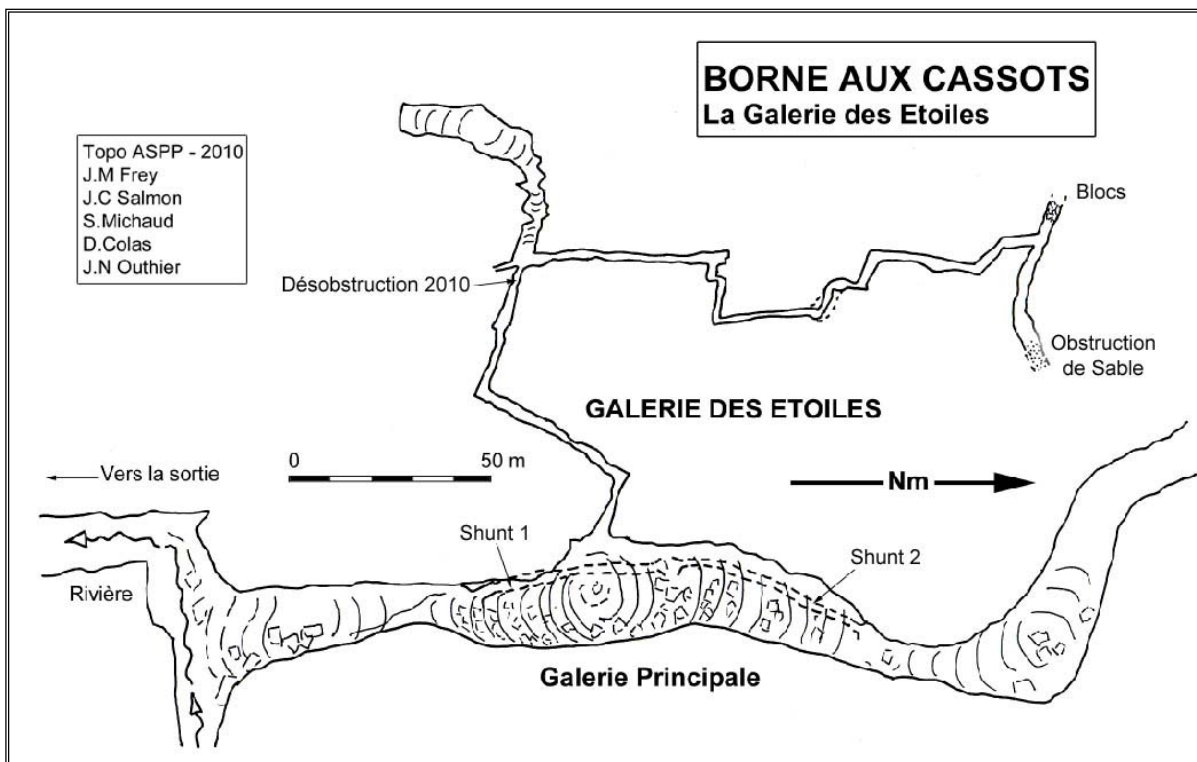 BORNE AUX CASSOTS
La Galerie des Etoiles
Topo ASPP - 2010
J.M Frey
J.C Salmon
S.Michaud
D.Colas
J.N Outhier
Blocs
Désobstruction 2010
Obstruction
de Sable
GALERIE DES ETOILES
0 50 m
Vers la sortie
Nm
Shunt 1
Shunt 2
Rivière
Galerie Principale